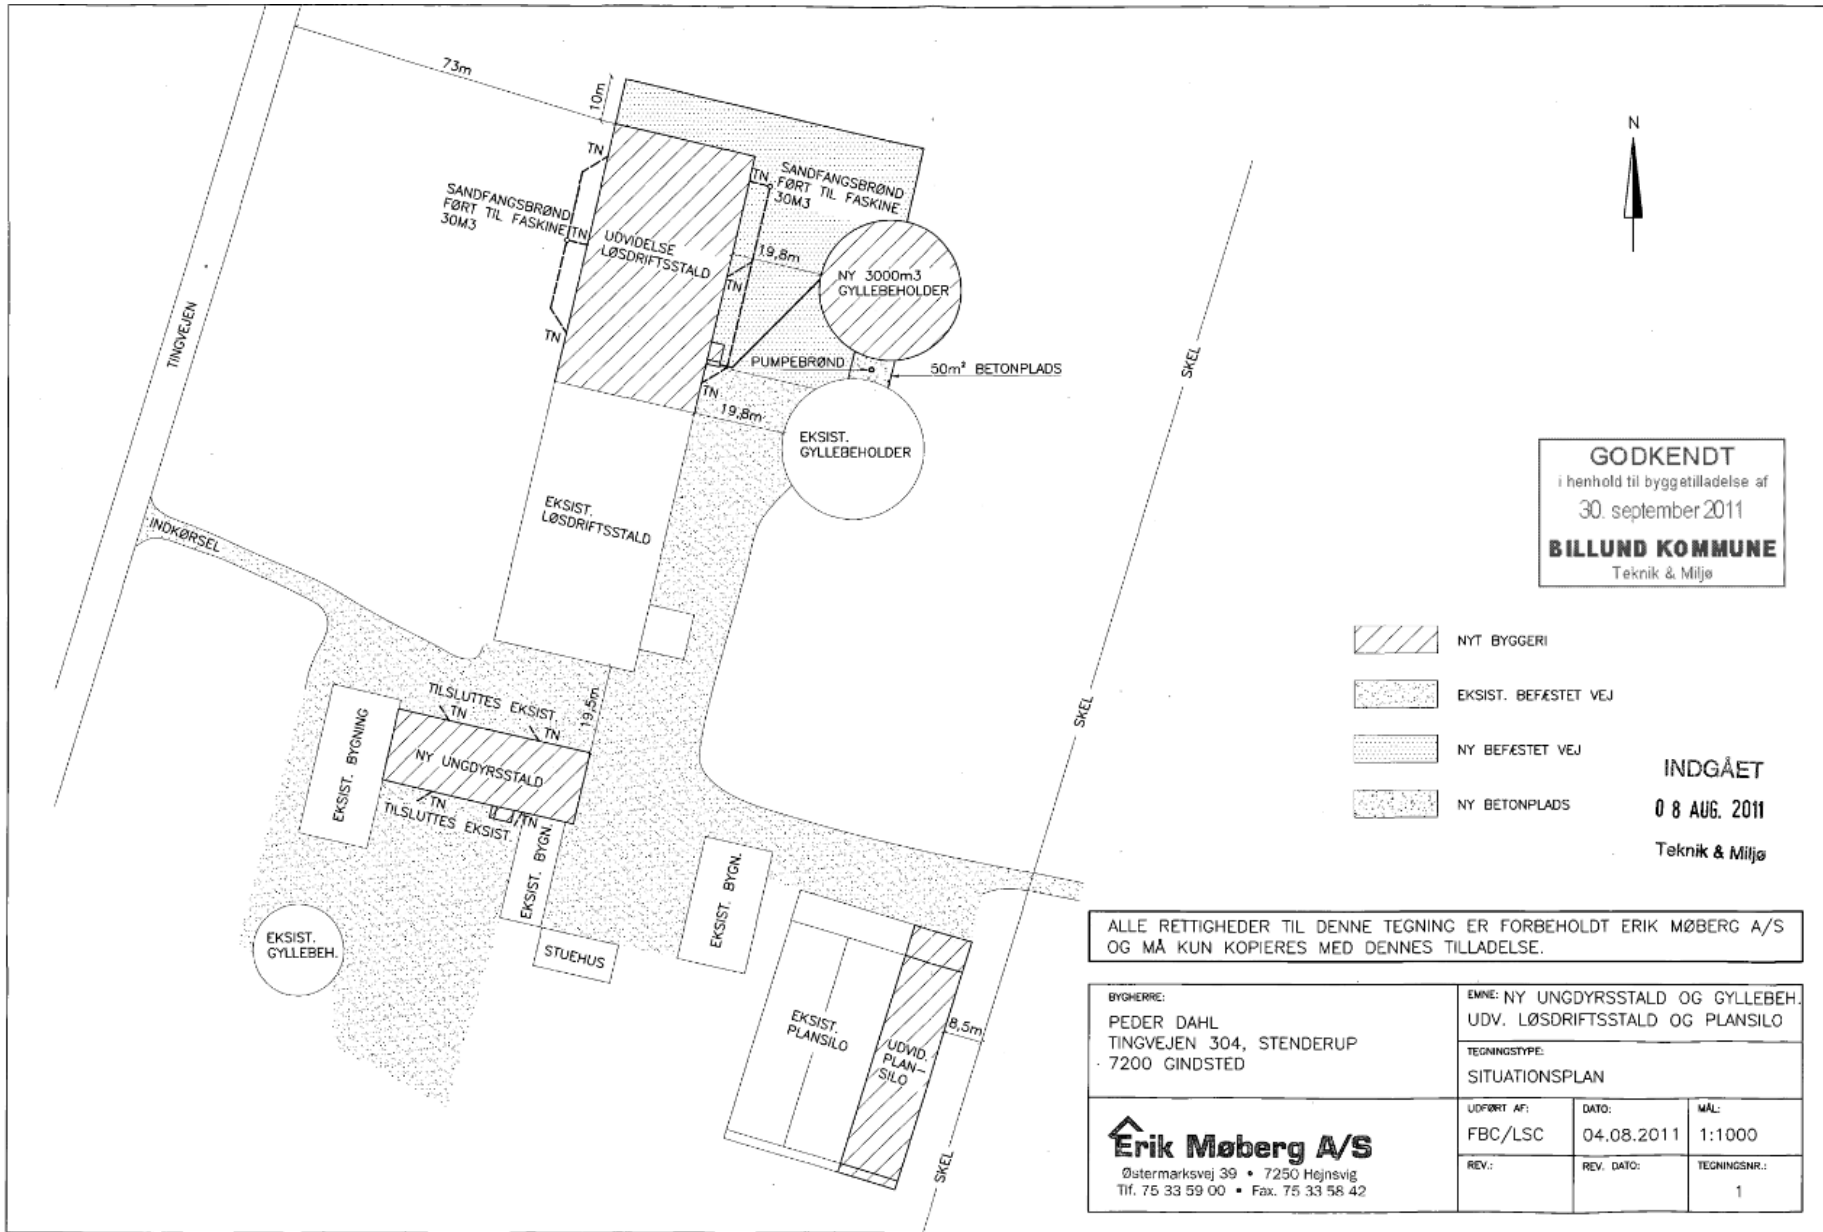 73m
10m
TN
SANDFANGSBRØND
FØRT TIL FASKINE
30M3
TN
TN
SANDFANGSBRØND
FØRT TIL FASKINE
30M3
TN
UDVIDELSE
LØSDRIFTSSTALD
19,8m
TN
NY 3000m3
GYLLEBEHOLDER
PUMPEBRØND
50m² BETONPLADS
TN
19,8m
EKSIST.
GYLLEBEHOLDER
TINGVEJEN
SKEL
N
EKSIST.
LØSDRIFTSSTALD
INDKØRSEL
GODKENDT
i henhold til byggetilladelse af
30. september 2011
BILLUND KOMMUNE
Teknik & Miljø
NYT BYGGERI
EKSIST. BEFÆSTET VEJ
NY BEFÆSTET VEJ
NY BETONPLADS
INDGÅET
08 AUG. 2011
Teknik & Miljø
SKEL
TILSLUTTES EKSIST.
TN
TN
19,5m
EKSIST. BYGNING
NY UNGDYRSSTALD
TN
TILSLUTTES EKSIST.
TN
EKSIST. BYGN.
EKSIST. BYGN.
EKSIST.
GYLLEBEH.
STUEHUS
EKSIST.
PLANSILO
UDVID.
PLAN-
SILO
8,5m
SKEL
ALLE RETTIGHEDER TIL DENNE TEGNING ER FORBEHOLDT ERIK MØBERG A/S
OG MÅ KUN KOPIERES MED DENNES TILLADELSE.
BYGHERRE:
PEDER DAHL
TINGVEJEN 304, STENDERUP
7200 GINDSTED
EMNE: NY UNGDYRSSTALD OG GYLLEBEH.
UDV. LØSDRIFTSSTALD OG PLANSILO
TEGNINGSTYPE:
SITUATIONSPLAN
Erik Møberg A/S
Østermarksvej 39 • 7250 Hejnsvig
Tlf. 75 33 59 00 • Fax. 75 33 58 42
UDFØRT AF:
FBC/LSC
DATO:
04.08.2011
MÅL:
1:1000
REV.:
REV. DATO:
TEGNINGSNR.:
1